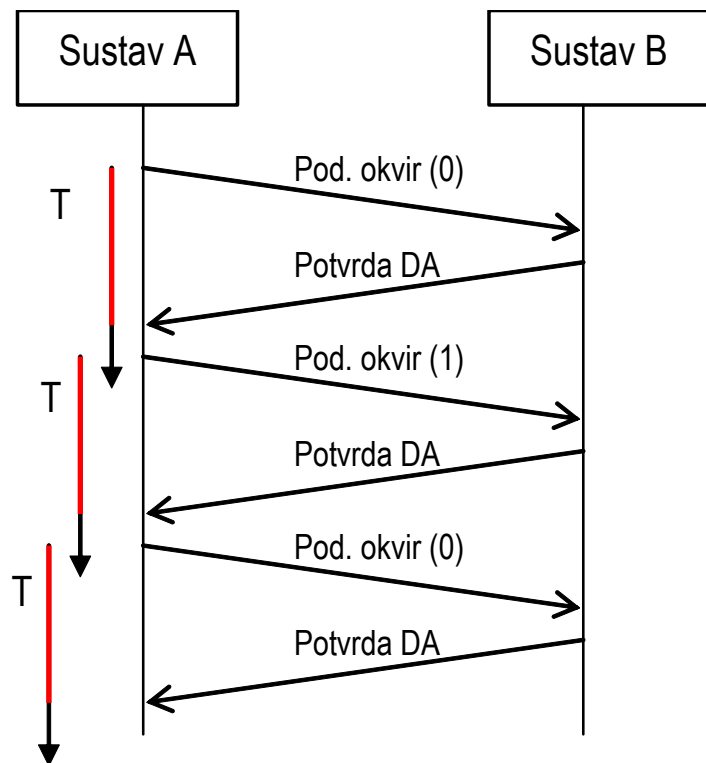 Sustav A
Sustav B
Pod. okvir (0)
T
Potvrda DA
Pod. okvir (1)
T
Potvrda DA
Pod. okvir (0)
T
Potvrda DA